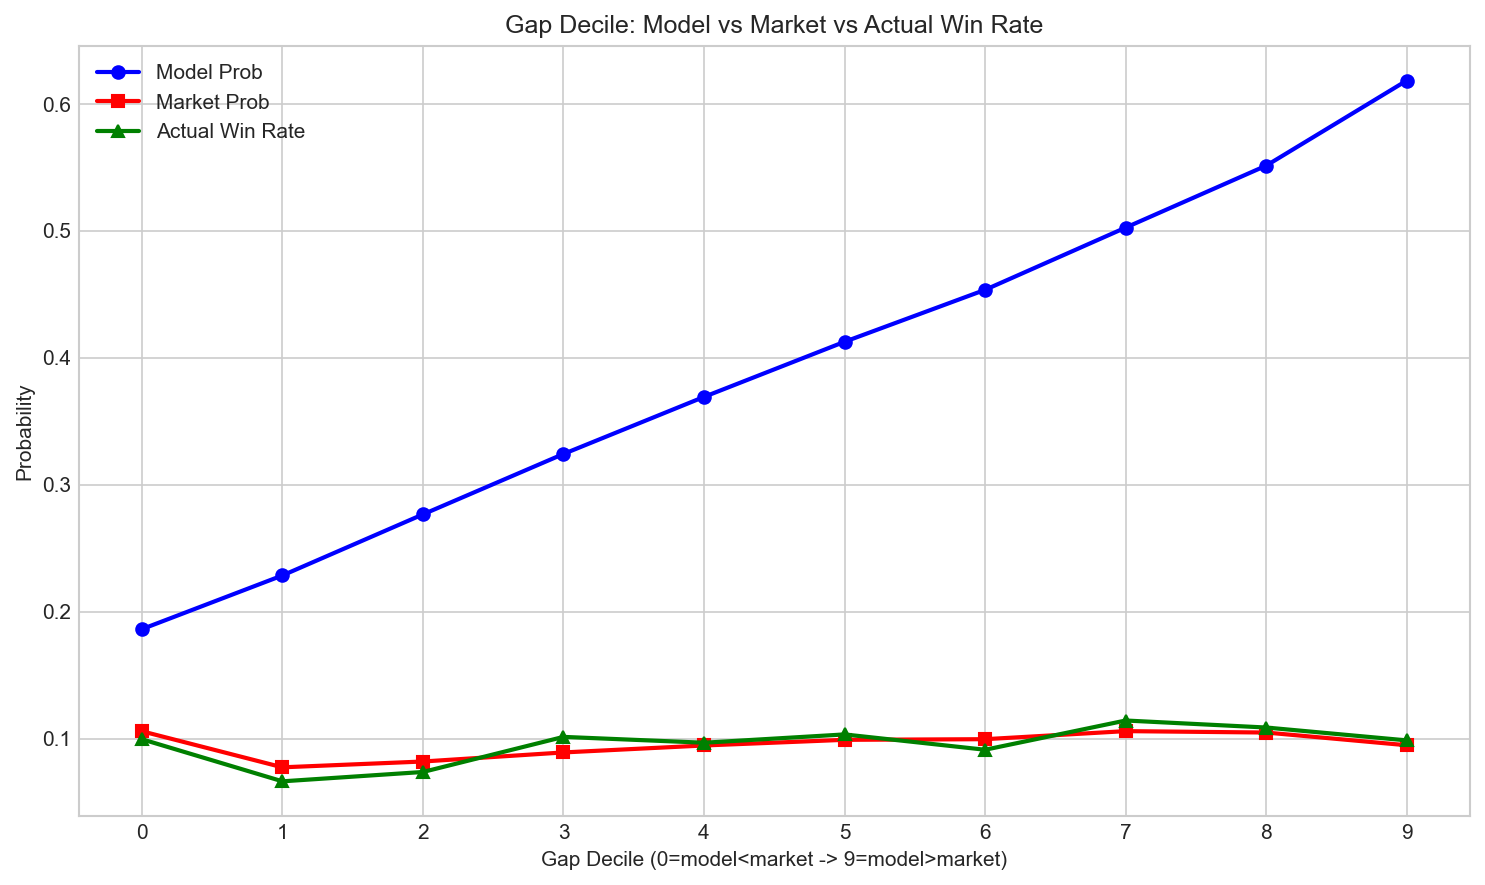 Gap Decile: Model vs Market vs Actual Win Rate
Model Prob
Market Prob
Actual Win Rate
0.6
0.5
0.4
0.3
0.2
0.1
Probability
0 1 2 3 4 5 6 7 8 9
Gap Decile (0=model<market -> 9=model>market)